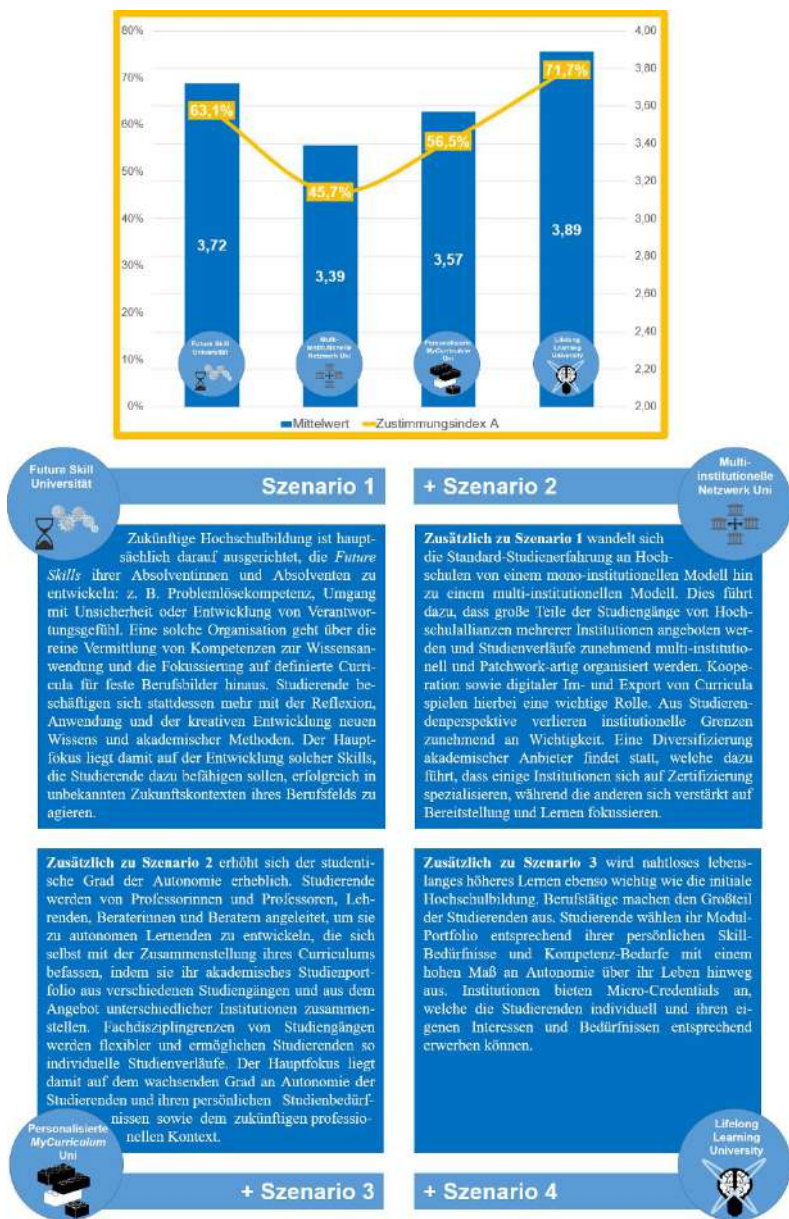 80%
70%
60%
50%
40%
30%
20%
10%
0%
4,00
3,80
3,60
3,40
3,20
3,00
2,80
2,60
2,40
2,20
2,00
63,1%
45,7%
56,5%
71,7%
3,72
3,39
3,57
3,89
Future Skill
Universität
Multi-
institutionelle
Netzwerk Uni
Personalisierte
MyCurriculum
Uni
Lifelong
Learning
University
Mittelwert
Zustimmungsindex A
Future Skill
Universität
Szenario 1
Zukünftige Hochschulbildung ist haupt-
sächlich darauf ausgerichtet, die Future
Skills ihrer Absolventinnen und Absolventen zu
entwickeln: z. B. Problemlösekompetenz, Umgang
mit Unsicherheit oder Entwicklung von Verantwor-
tungsgefühl. Eine solche Organisation geht über die
reine Vermittlung von Kompetenzen zur Wissensan-
wendung und die Fokussierung auf definierte Curri-
cula für feste Berufsbilder hinaus. Studierende be-
schäftigen sich stattdessen mehr mit der Reflexion,
Anwendung und der kreativen Entwicklung neuen
Wissens und akademischer Methoden. Der Haupt-
fokus liegt damit auf der Entwicklung solcher Skills,
die Studierende dazu befähigen sollen, erfolgreich in
unbekannten Zukunftskontexten ihres Berufsfelds zu
agieren.
+ Szenario 2
Multi-
institutionelle
Netzwerk Uni
Zusätzlich zu Szenario 1 wandelt sich
die Standard-Studienerfahrung an Hoch-
schulen von einem mono-institutionellen Modell hin
zu einem multi-institutionellen Modell. Dies führt
dazu, dass große Teile der Studiengänge von Hoch-
schulallianzen mehrerer Institutionen angeboten wer-
den und Studienverläufe zunehmend multi-institutio-
nell und Patchwork-artig organisiert werden. Koope-
ration sowie digitaler Im- und Export von Curricula
spielen hierbei eine wichtige Rolle. Aus Studieren-
denperspektive verlieren institutionelle Grenzen
zunehmend an Wichtigkeit. Eine Diversifizierung
akademischer Anbieter findet statt, welche dazu
führt, dass einige Institutionen sich auf Zertifizierung
spezialisieren, während die anderen sich verstärkt auf
Bereitstellung und Lernen fokussieren.
Zusätzlich zu Szenario 2 erhöht sich der studenti-
sche Grad der Autonomie erheblich. Studierende
werden von Professorinnen und Professoren, Leh-
renden, Beraterinnen und Beratern angeleitet, um sie
zu autonomen Lernenden zu entwickeln, die sich
selbst mit der Zusammenstellung ihres Curriculums
befassen, indem sie ihr akademisches Studienport-
folio aus verschiedenen Studiengängen und aus dem
Angebot unterschiedlicher Institutionen zusammen-
stellen. Fachdisziplingrenzen von Studiengängen
werden flexibler und ermöglichen Studierenden so
individuelle Studienverläufe. Der Hauptfokus liegt
damit auf dem wachsenden Grad an Autonomie der
Studierenden und ihren persönlichen Studienbedürf-
nissen sowie dem zukünftigen professio-
nellen Kontext.
Personalisierte
MyCurriculum
Uni
+ Szenario 3
Zusätzlich zu Szenario 3 wird nahtloses lebens-
langes höheres Lernen ebenso wichtig wie die initiale
Hochschulbildung. Berufstätige machen den Großteil
der Studierenden aus. Studierende wählen ihr Modul-
Portfolio entsprechend ihrer persönlichen Skill-
Bedürfnisse und Kompetenz-Bedarfe mit einem
hohen Maß an Autonomie über ihr Leben hinweg
aus. Institutionen bieten Micro-Credentials an,
welche die Studierenden individuell und ihren ei-
genen Interessen und Bedürfnissen entsprechend
erwerben können.
+ Szenario 4
Lifelong
Learning
University